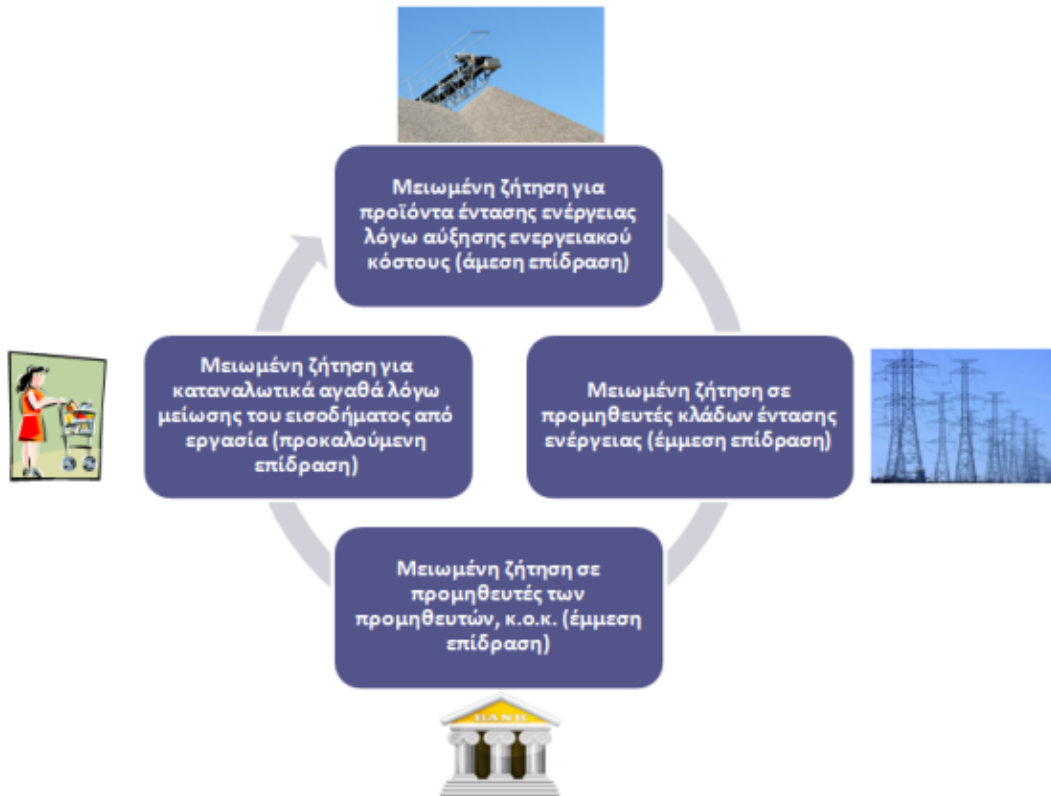 Μειωμένη ζήτηση για
προϊόντα έντασης ενέργειας
λόγω αύξησης ενεργειακού
κόστους (άμεση επίδραση)
Μειωμένη ζήτηση για
καταναλωτικά αγαθά λόγω
μείωσης του εισοδήματος από
εργασία (προκαλούμενη
επίδραση)
Μειωμένη ζήτηση σε
προμηθευτές κλάδων έντασης
ενέργειας (έμμεση επίδραση)
Μειωμένη ζήτηση σε
προμηθευτές των
προμηθευτών, κ.ο.κ. (έμμεση
επίδραση)
BANK